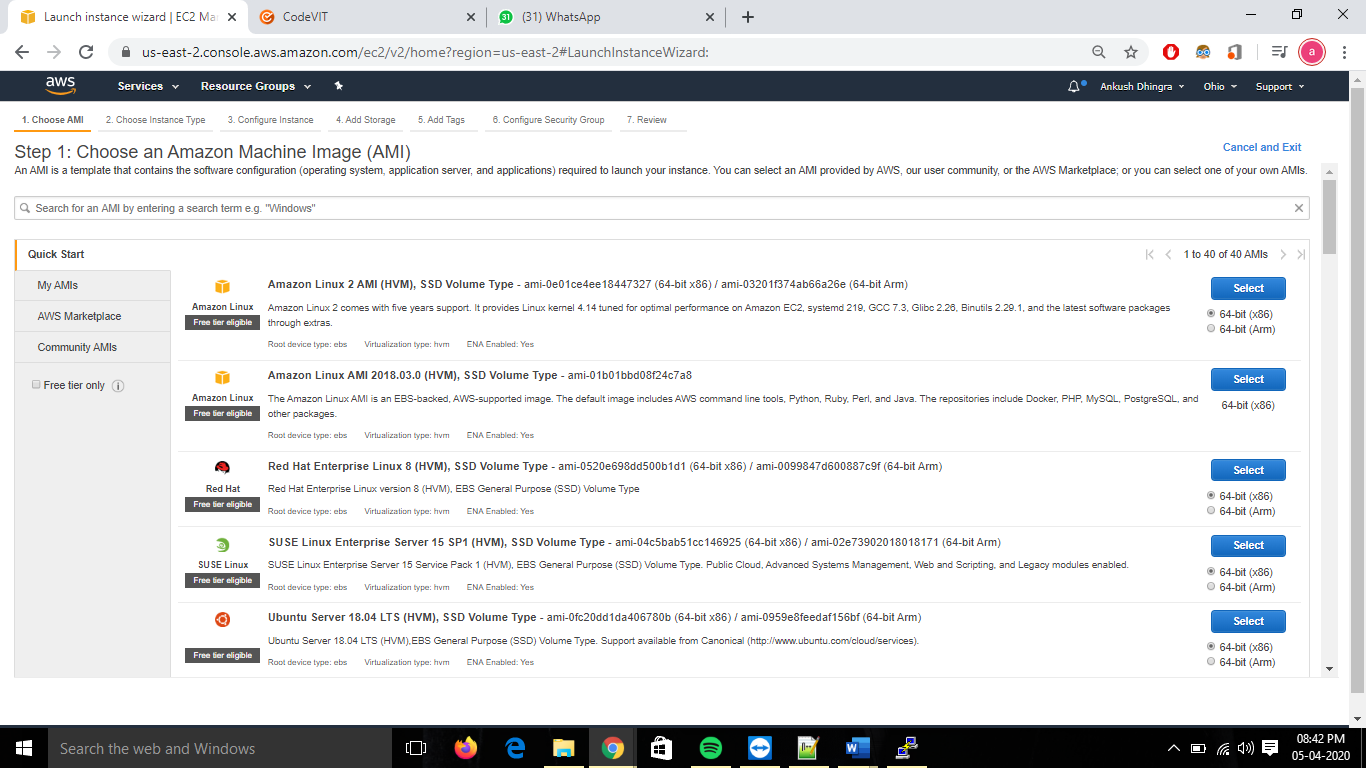 Launch instance wizard | EC2 Mar
CodeVIT
(31) WhatsApp
us-east-2.console.aws.amazon.com/ec2/v2/home?region=us-east-2#LaunchInstanceWizard:
a
aws
Services
Resource Groups
Ankush Dhingra
Ohio
Support
1. Choose AMI
2. Choose Instance Type
3. Configure Instance
4. Add Storage
5. Add Tags
6. Configure Security Group
7. Review
Step 1: Choose an Amazon Machine Image (AMI)
Cancel and Exit
An AMI is a template that contains the software configuration (operating system, application server, and applications) required to launch your instance. You can select an AMI provided by AWS, our user community, or the AWS Marketplace; or you can select one of your own AMIs.
Search for an AMI by entering a search term e.g. "Windows"
Quick Start
1 to 40 of 40 AMIs
My AMIs
AWS Marketplace
Community AMIs
Free tier only
Amazon Linux
Free tier eligible
Amazon Linux 2 AMI (HVM), SSD Volume Type - ami-0e01ce4ee18447327 (64-bit x86) / ami-03201f374ab66a26e (64-bit Arm)
Amazon Linux 2 comes with five years support. It provides Linux kernel 4.14 tuned for optimal performance on Amazon EC2, systemd 219, GCC 7.3, Glibc 2.26, Binutils 2.29.1, and the latest software packages
through extras.
Root device type: ebs Virtualization type: hvm ENA Enabled: Yes
Select
64-bit (x86)
64-bit (Arm)
Amazon Linux
Free tier eligible
Amazon Linux AMI 2018.03.0 (HVM), SSD Volume Type - ami-01b01bbd08f24c7a8
The Amazon Linux AMI is an EBS-backed, AWS-supported image. The default image includes AWS command line tools, Python, Ruby, Perl, and Java. The repositories include Docker, PHP, MySQL, PostgreSQL, and
other packages.
Root device type: ebs Virtualization type: hvm ENA Enabled: Yes
Select
64-bit (x86)
Red Hat
Free tier eligible
Red Hat Enterprise Linux 8 (HVM), SSD Volume Type - ami-0520e698dd500b1d1 (64-bit x86) / ami-0099847d600887c9f (64-bit Arm)
Red Hat Enterprise Linux version 8 (HVM), EBS General Purpose (SSD) Volume Type
Root device type: ebs Virtualization type: hvm ENA Enabled: Yes
Select
64-bit (x86)
64-bit (Arm)
SUSE Linux
Free tier eligible
SUSE Linux Enterprise Server 15 SP1 (HVM), SSD Volume Type - ami-04c5bab51cc146925 (64-bit x86) / ami-02e73902018018171 (64-bit Arm)
SUSE Linux Enterprise Server 15 Service Pack 1 (HVM), EBS General Purpose (SSD) Volume Type. Public Cloud, Advanced Systems Management, Web and Scripting, and Legacy modules enabled.
Root device type: ebs Virtualization type: hvm ENA Enabled: Yes
Select
64-bit (x86)
64-bit (Arm)
Free tier eligible
Ubuntu Server 18.04 LTS (HVM), SSD Volume Type - ami-0fc20dd1da406780b (64-bit x86) / ami-0959e8feedaf156bf (64-bit Arm)
Ubuntu Server 18.04 LTS (HVM),EBS General Purpose (SSD) Volume Type. Support available from Canonical (http://www.ubuntu.com/cloud/services).
Root device type: ebs Virtualization type: hvm ENA Enabled: Yes
Select
64-bit (x86)
64-bit (Arm)
Search the web and Windows
08:42 PM
05-04-2020